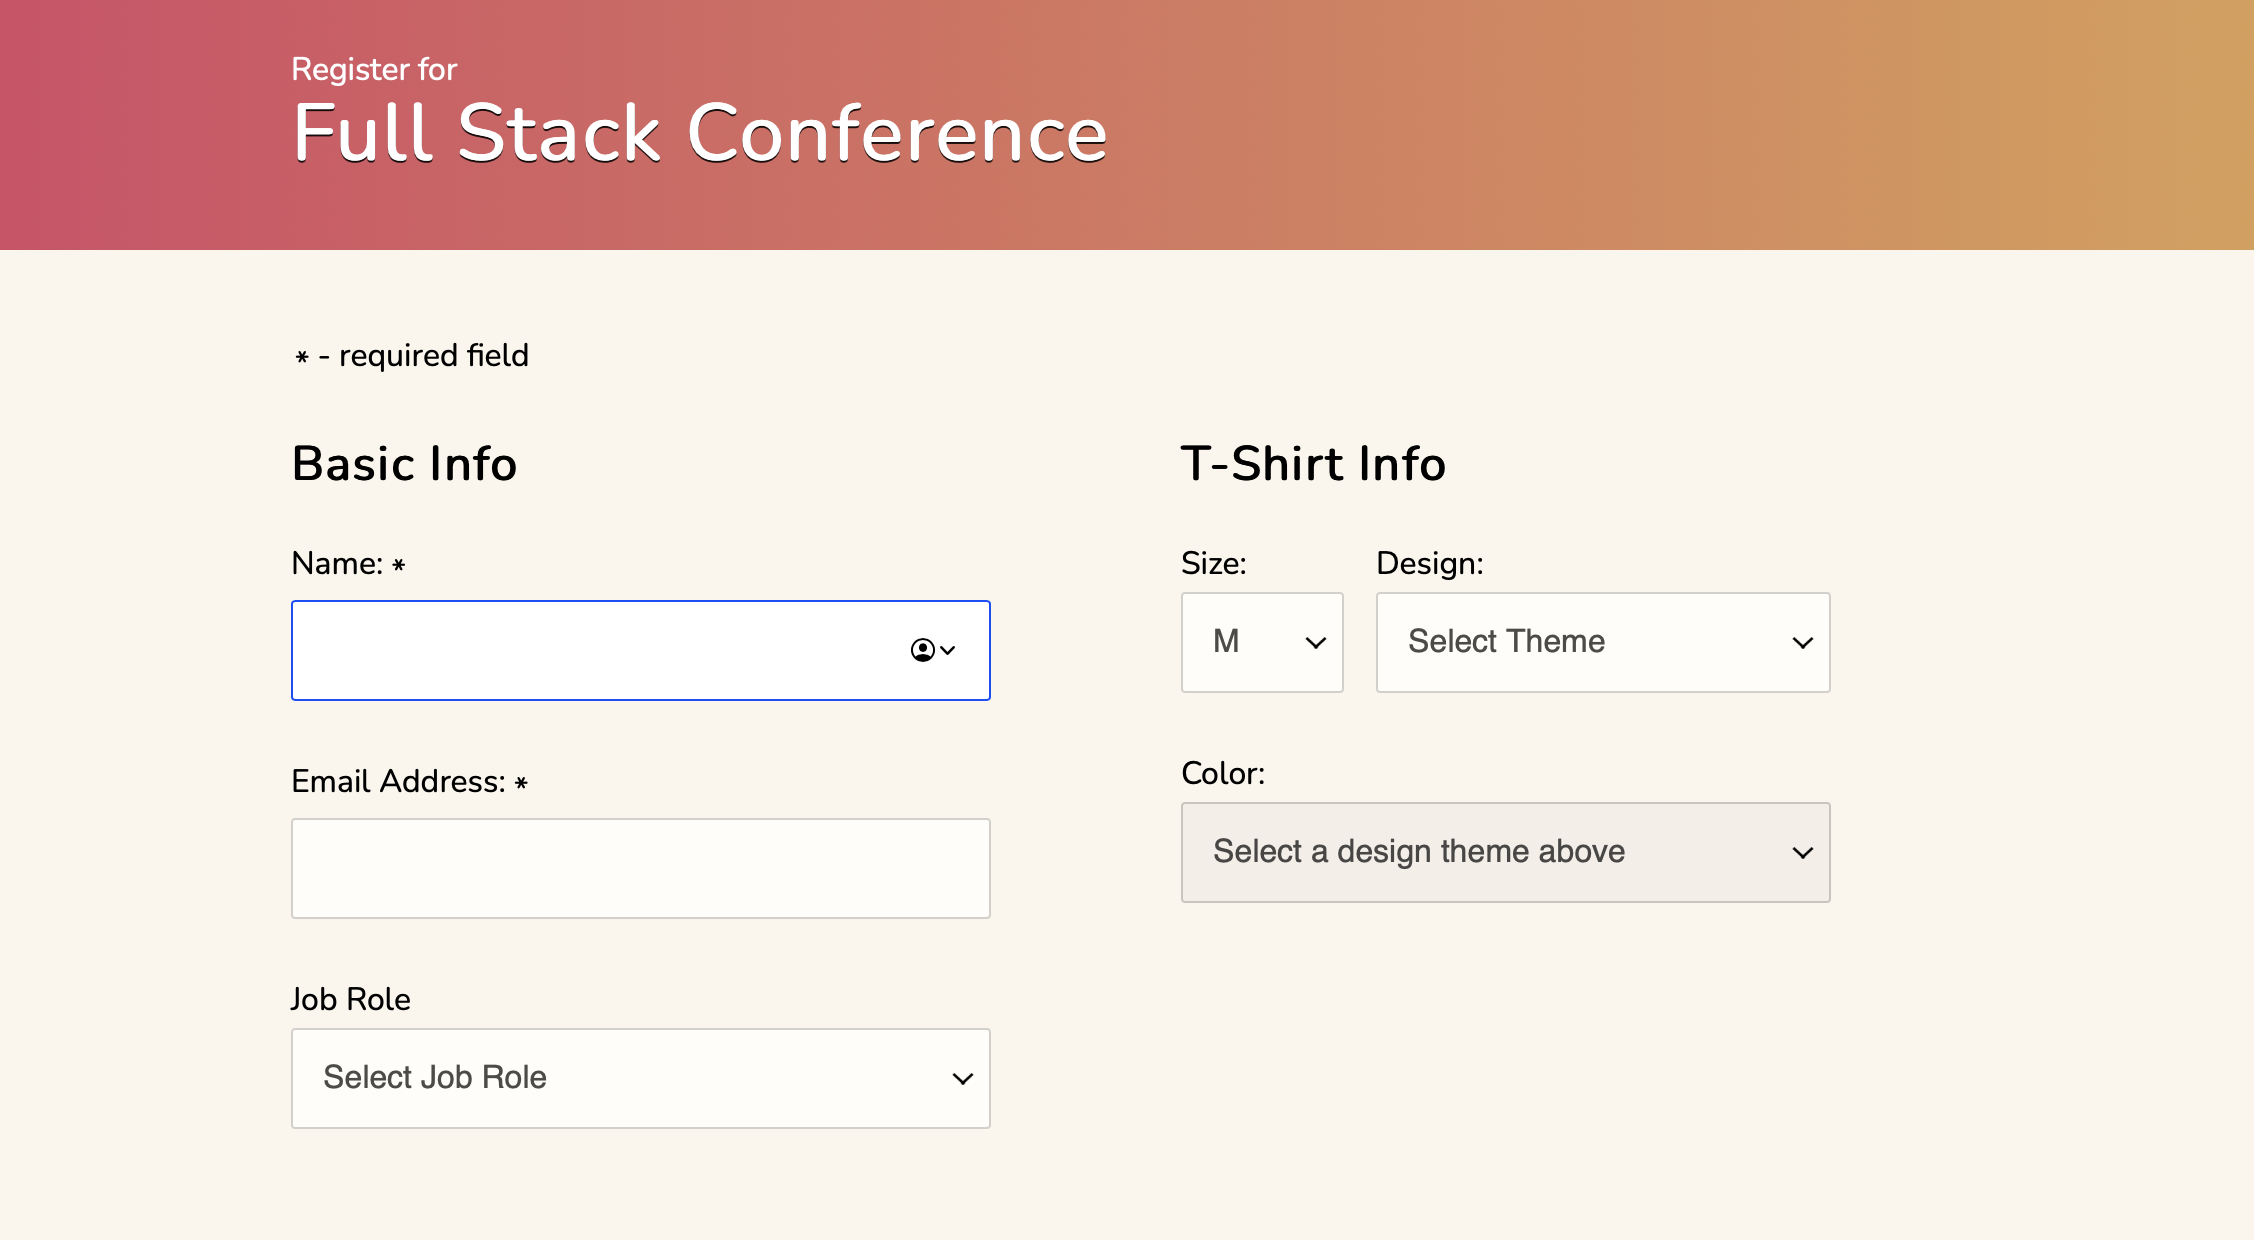 Register for
Full Stack Conference
* - required field
Basic Info
Name: *
Email Address: *
Job Role
Select Job Role
T-Shirt Info
Size:
M
Design:
Select Theme
Color:
Select a design theme above